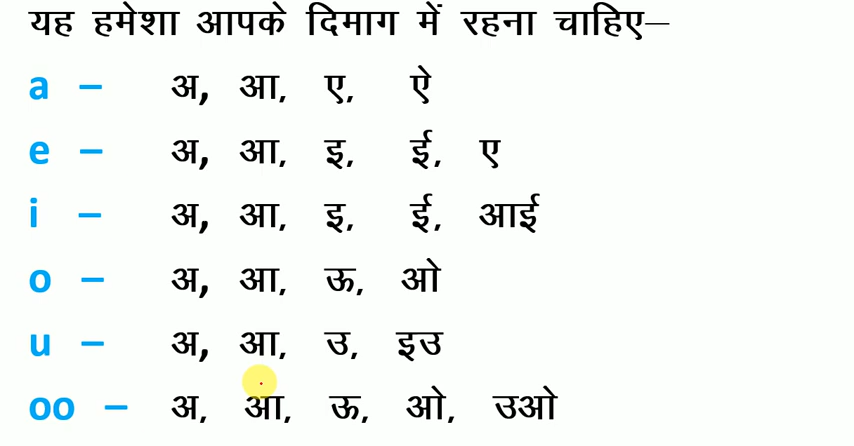 यह हमेशा आपके दिमाग में रहना चाहिए–
a – अ, आ, ए, ऐ
e – अ, आ, इ, ई, ए
i – अ, आ, इ, ई, आई
o – अ, आ, ऊ, ओ
u – अ, आ, उ, इउ
oo – अ, आ, ऊ, ओ, उओ